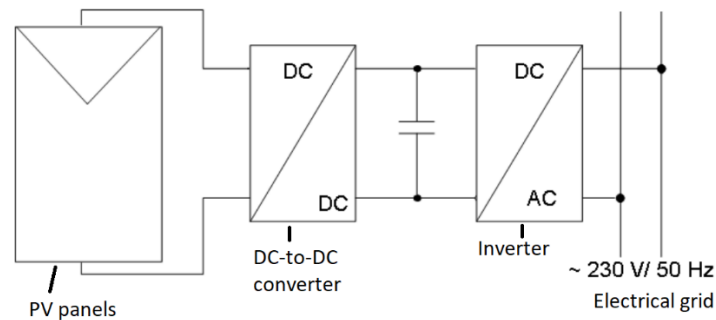 DC
DC
DC
AC
PV panels
DC-to-DC
converter
Inverter
~ 230 V/ 50 Hz
Electrical grid